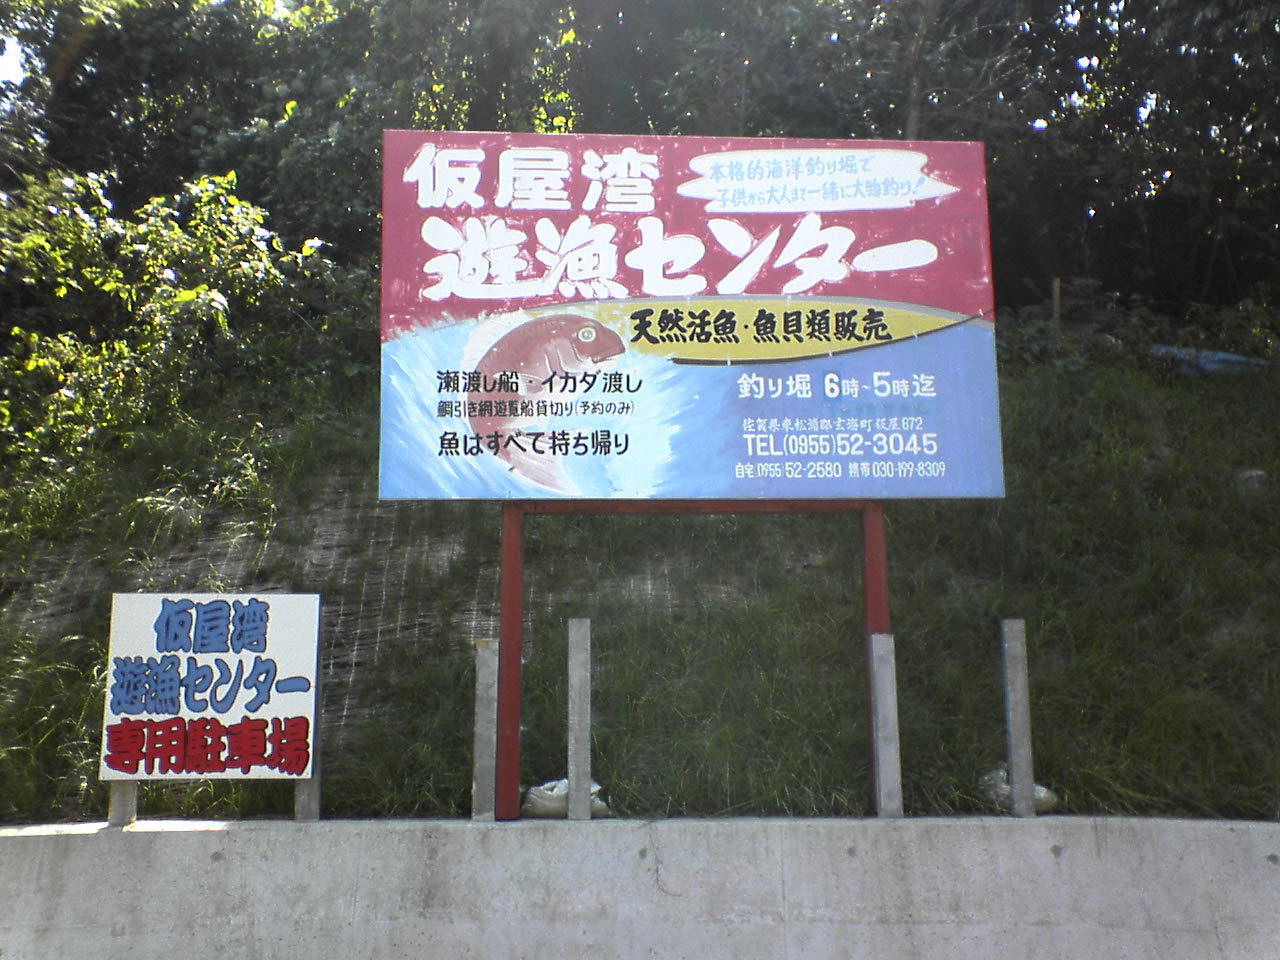 仮屋湾
本格的海洋釣り堀で
子供から大人まで一緒に大物釣り!!
遊漁センター
天然活魚・魚貝類販売
瀬渡し船・イカダ渡し
鯛引き網遊覧船貸切り(予約のみ)
魚はすべて持ち帰り
釣り堀 6時~5時迄
佐賀県東松浦郡玄海町仮屋672
TEL(0955)52-3045
自宅(0955)52-2580 携帯030-199-8309
仮屋湾
遊漁センター
専用駐車場